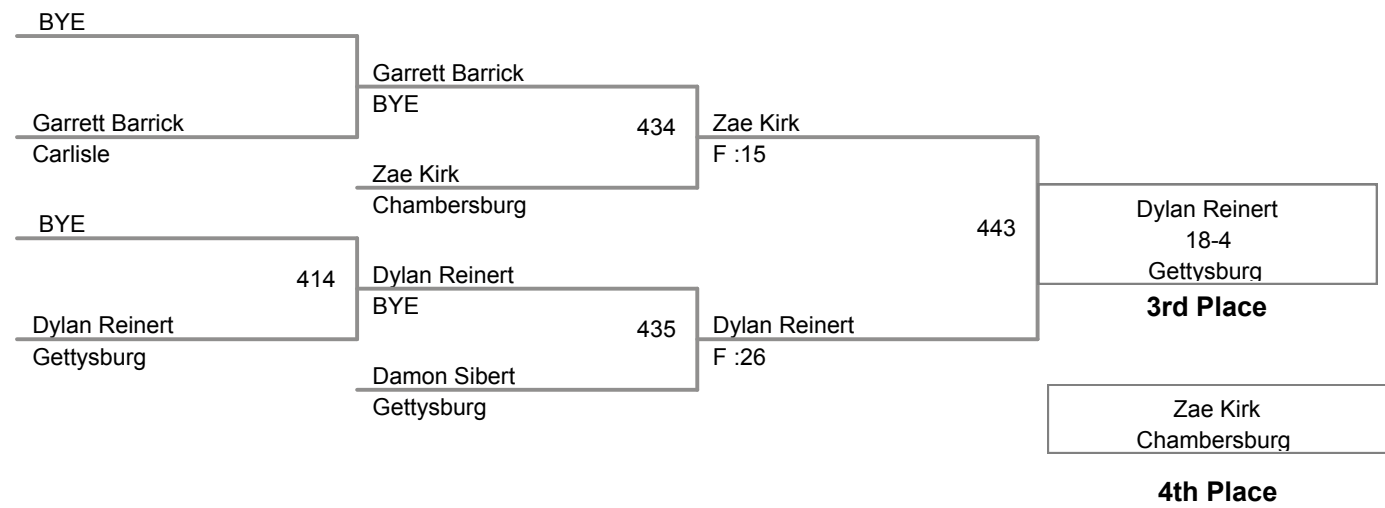 BYE
Garrett Barrick
Carlisle
BYE
414
Dylan Reinert
Gettysburg
Garrett Barrick
BYE
434
Zae Kirk
Chambersburg
Dylan Reinert
BYE
435
Damon Sibert
Gettysburg
Zae Kirk
F :15
443
Dylan Reinert
F :26
Dylan Reinert
18-4
Gettysburg
3rd Place
Zae Kirk
Chambersburg
4th Place